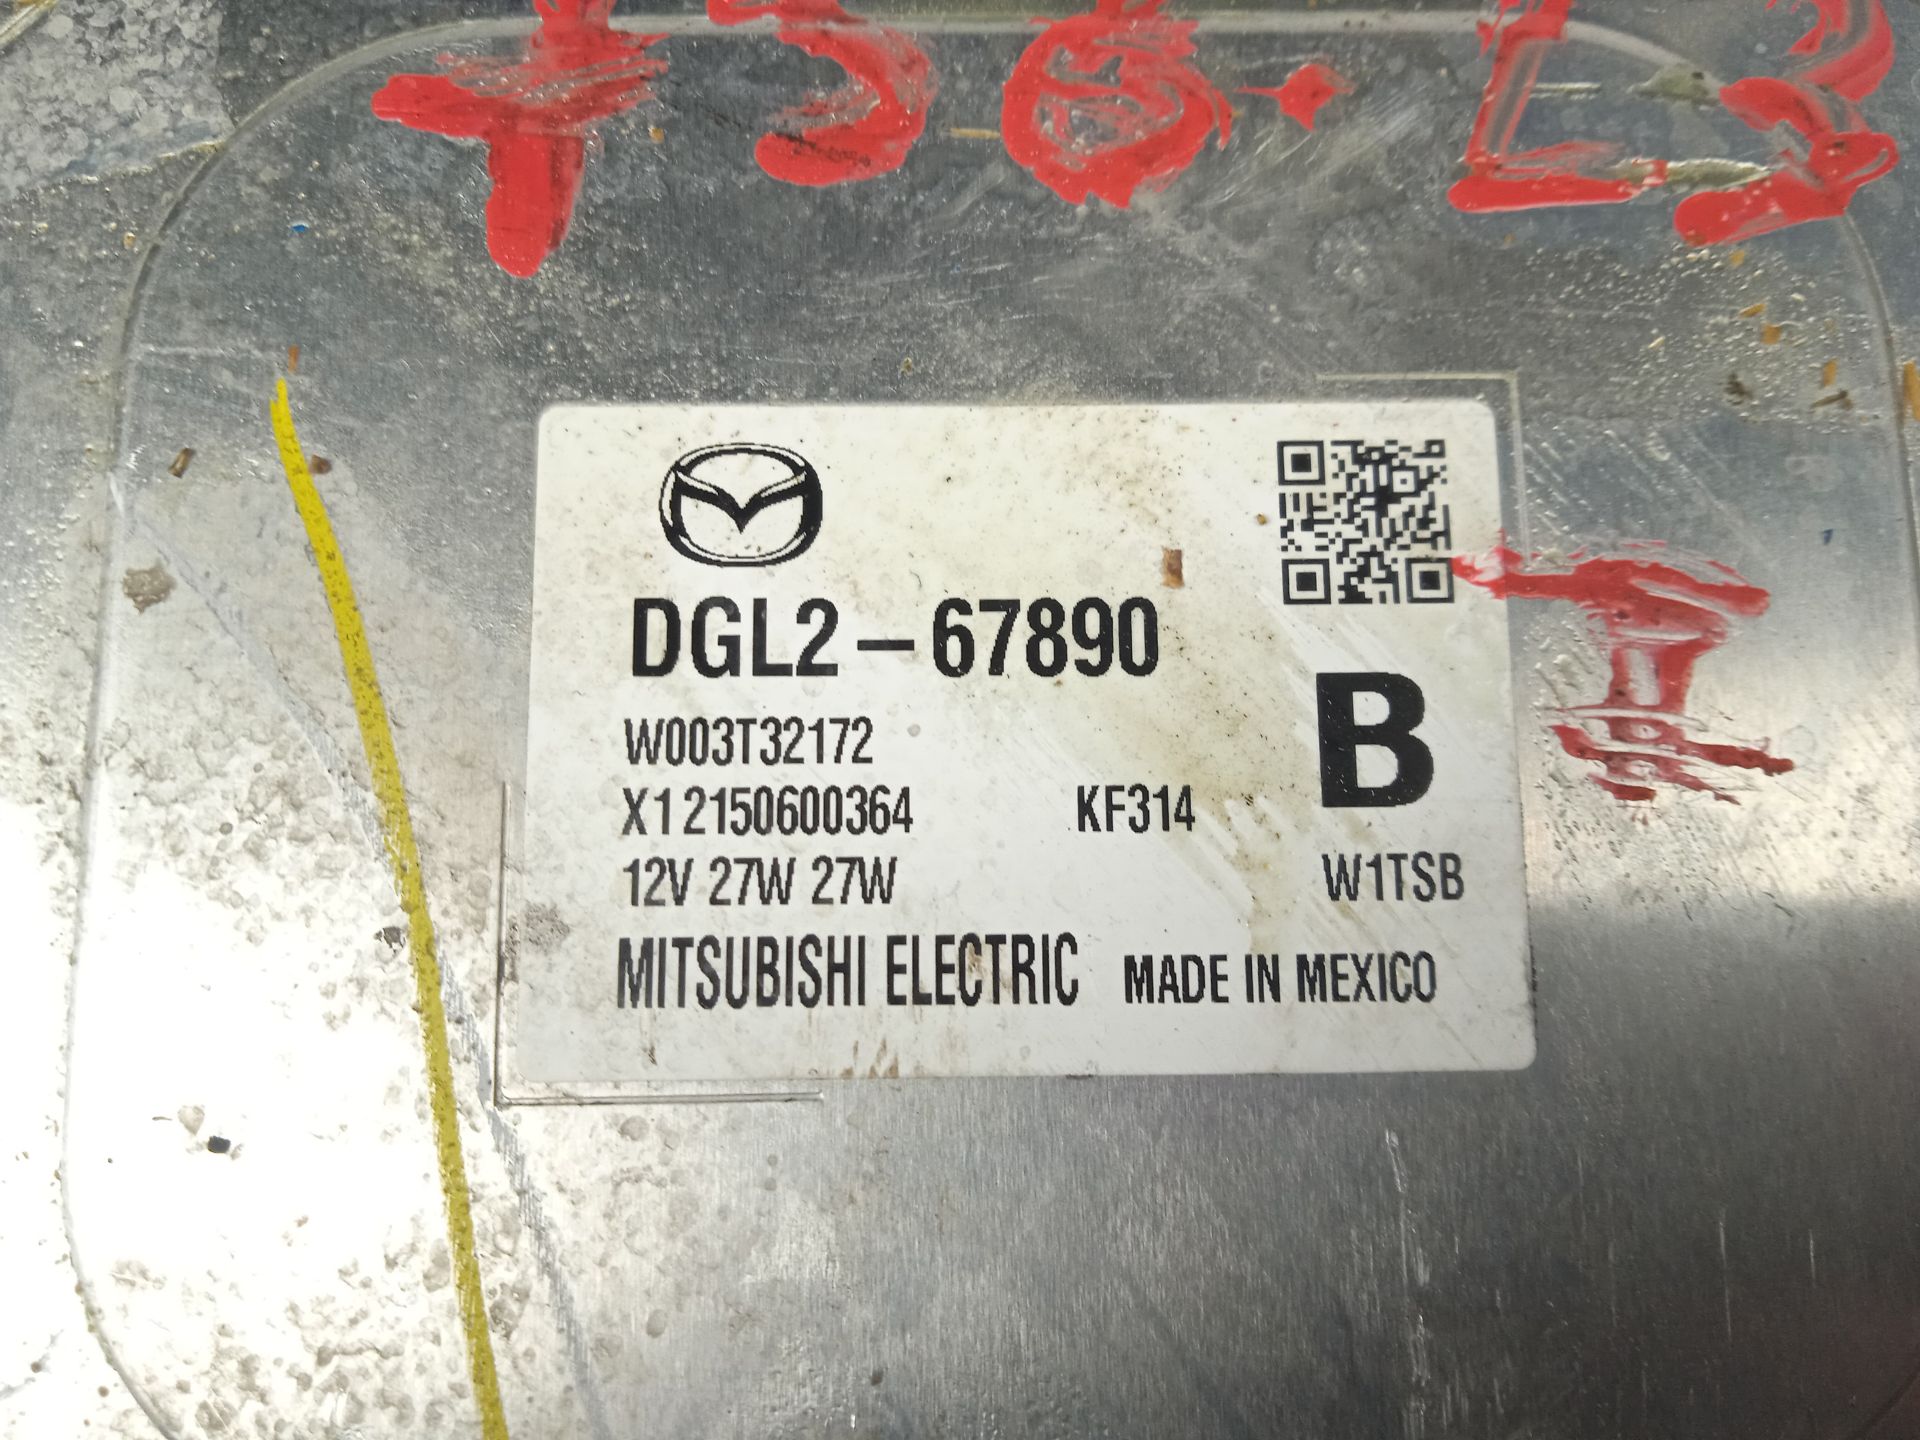 DGL2-67890
B
W003T32172
X12150600364 KF314
12V 27W 27W W1TSB
MITSUBISHI ELECTRIC MADE IN MEXICO